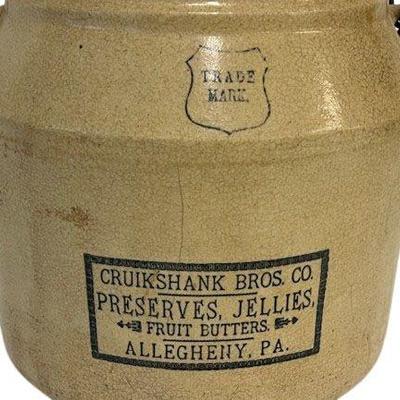 TRADE
MARK.
CRUIKSHANK BROS. CO.
PRESERVES, JELLIES,
FRUIT BUTTERS.
ALLEGHENY, PA.